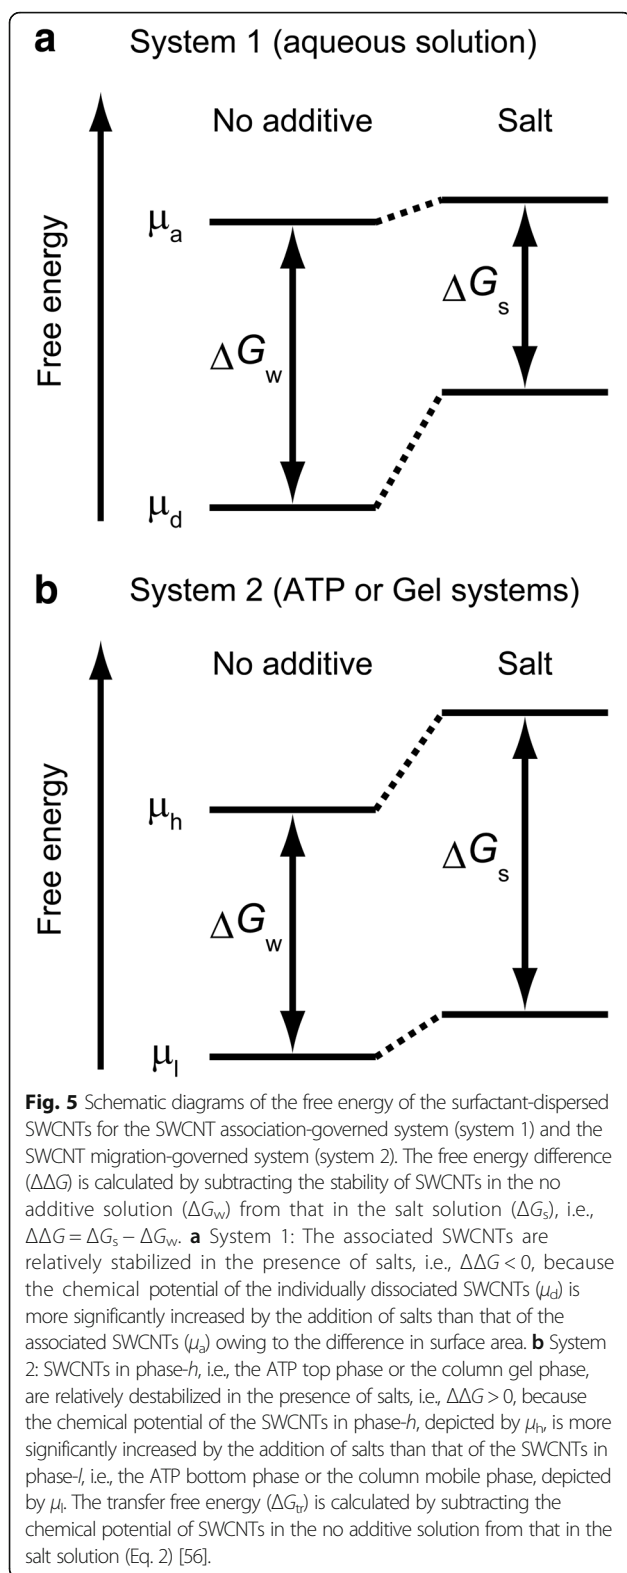 a System 1 (aqueous solution)
No additive Salt
Free energy
μa
ΔGw
ΔGs
μd
b System 2 (ATP or Gel systems)
No additive Salt
Free energy
μh
ΔGw
ΔGs
μl
Fig. 5 Schematic diagrams of the free energy of the surfactant-dispersed
SWCNTs for the SWCNT association-governed system (system 1) and the
SWCNT migration-governed system (system 2). The free energy difference
(ΔΔG) is calculated by subtracting the stability of SWCNTs in the no
additive solution (ΔGw) from that in the salt solution (ΔGs), i.e.,
ΔΔG = ΔGs − ΔGw. a System 1: The associated SWCNTs are
relatively stabilized in the presence of salts, i.e., ΔΔG < 0, because
the chemical potential of the individually dissociated SWCNTs (μd) is
more significantly increased by the addition of salts than that of the
associated SWCNTs (μa) owing to the difference in surface area. b System
2: SWCNTs in phase-h, i.e., the ATP top phase or the column gel phase,
are relatively destabilized in the presence of salts, i.e., ΔΔG > 0, because
the chemical potential of the SWCNTs in phase-h, depicted by μh, is more
significantly increased by the addition of salts than that of the SWCNTs in
phase-l, i.e., the ATP bottom phase or the column mobile phase, depicted
by μl. The transfer free energy (ΔGtr) is calculated by subtracting the
chemical potential of SWCNTs in the no additive solution from that in the
salt solution (Eq. 2) [56].